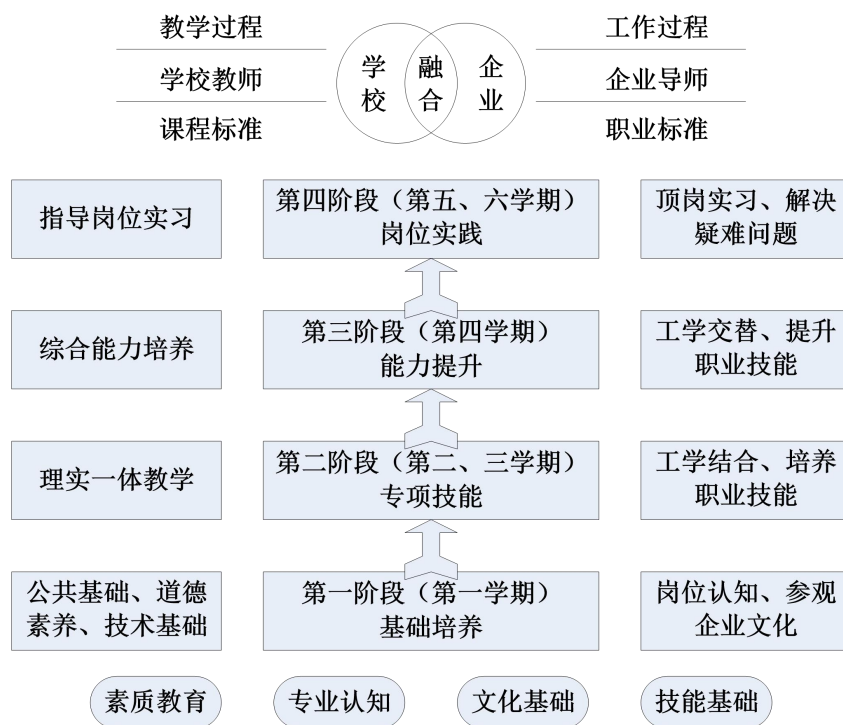 教学过程
学校教师
课程标准
学校
融合
企业
工作过程
企业导师
职业标准
指导岗位实习
第四阶段（第五、六学期）
岗位实践
顶岗实习、解决
疑难问题
综合能力培养
第三阶段（第四学期）
能力提升
工学交替、提升
职业技能
理实一体教学
第二阶段（第二、三学期）
专项技能
工学结合、培养
职业技能
公共基础、道德
素养、技术基础
第一阶段（第一学期）
基础培养
岗位认知、参观
企业文化
素质教育
专业认知
文化基础
技能基础